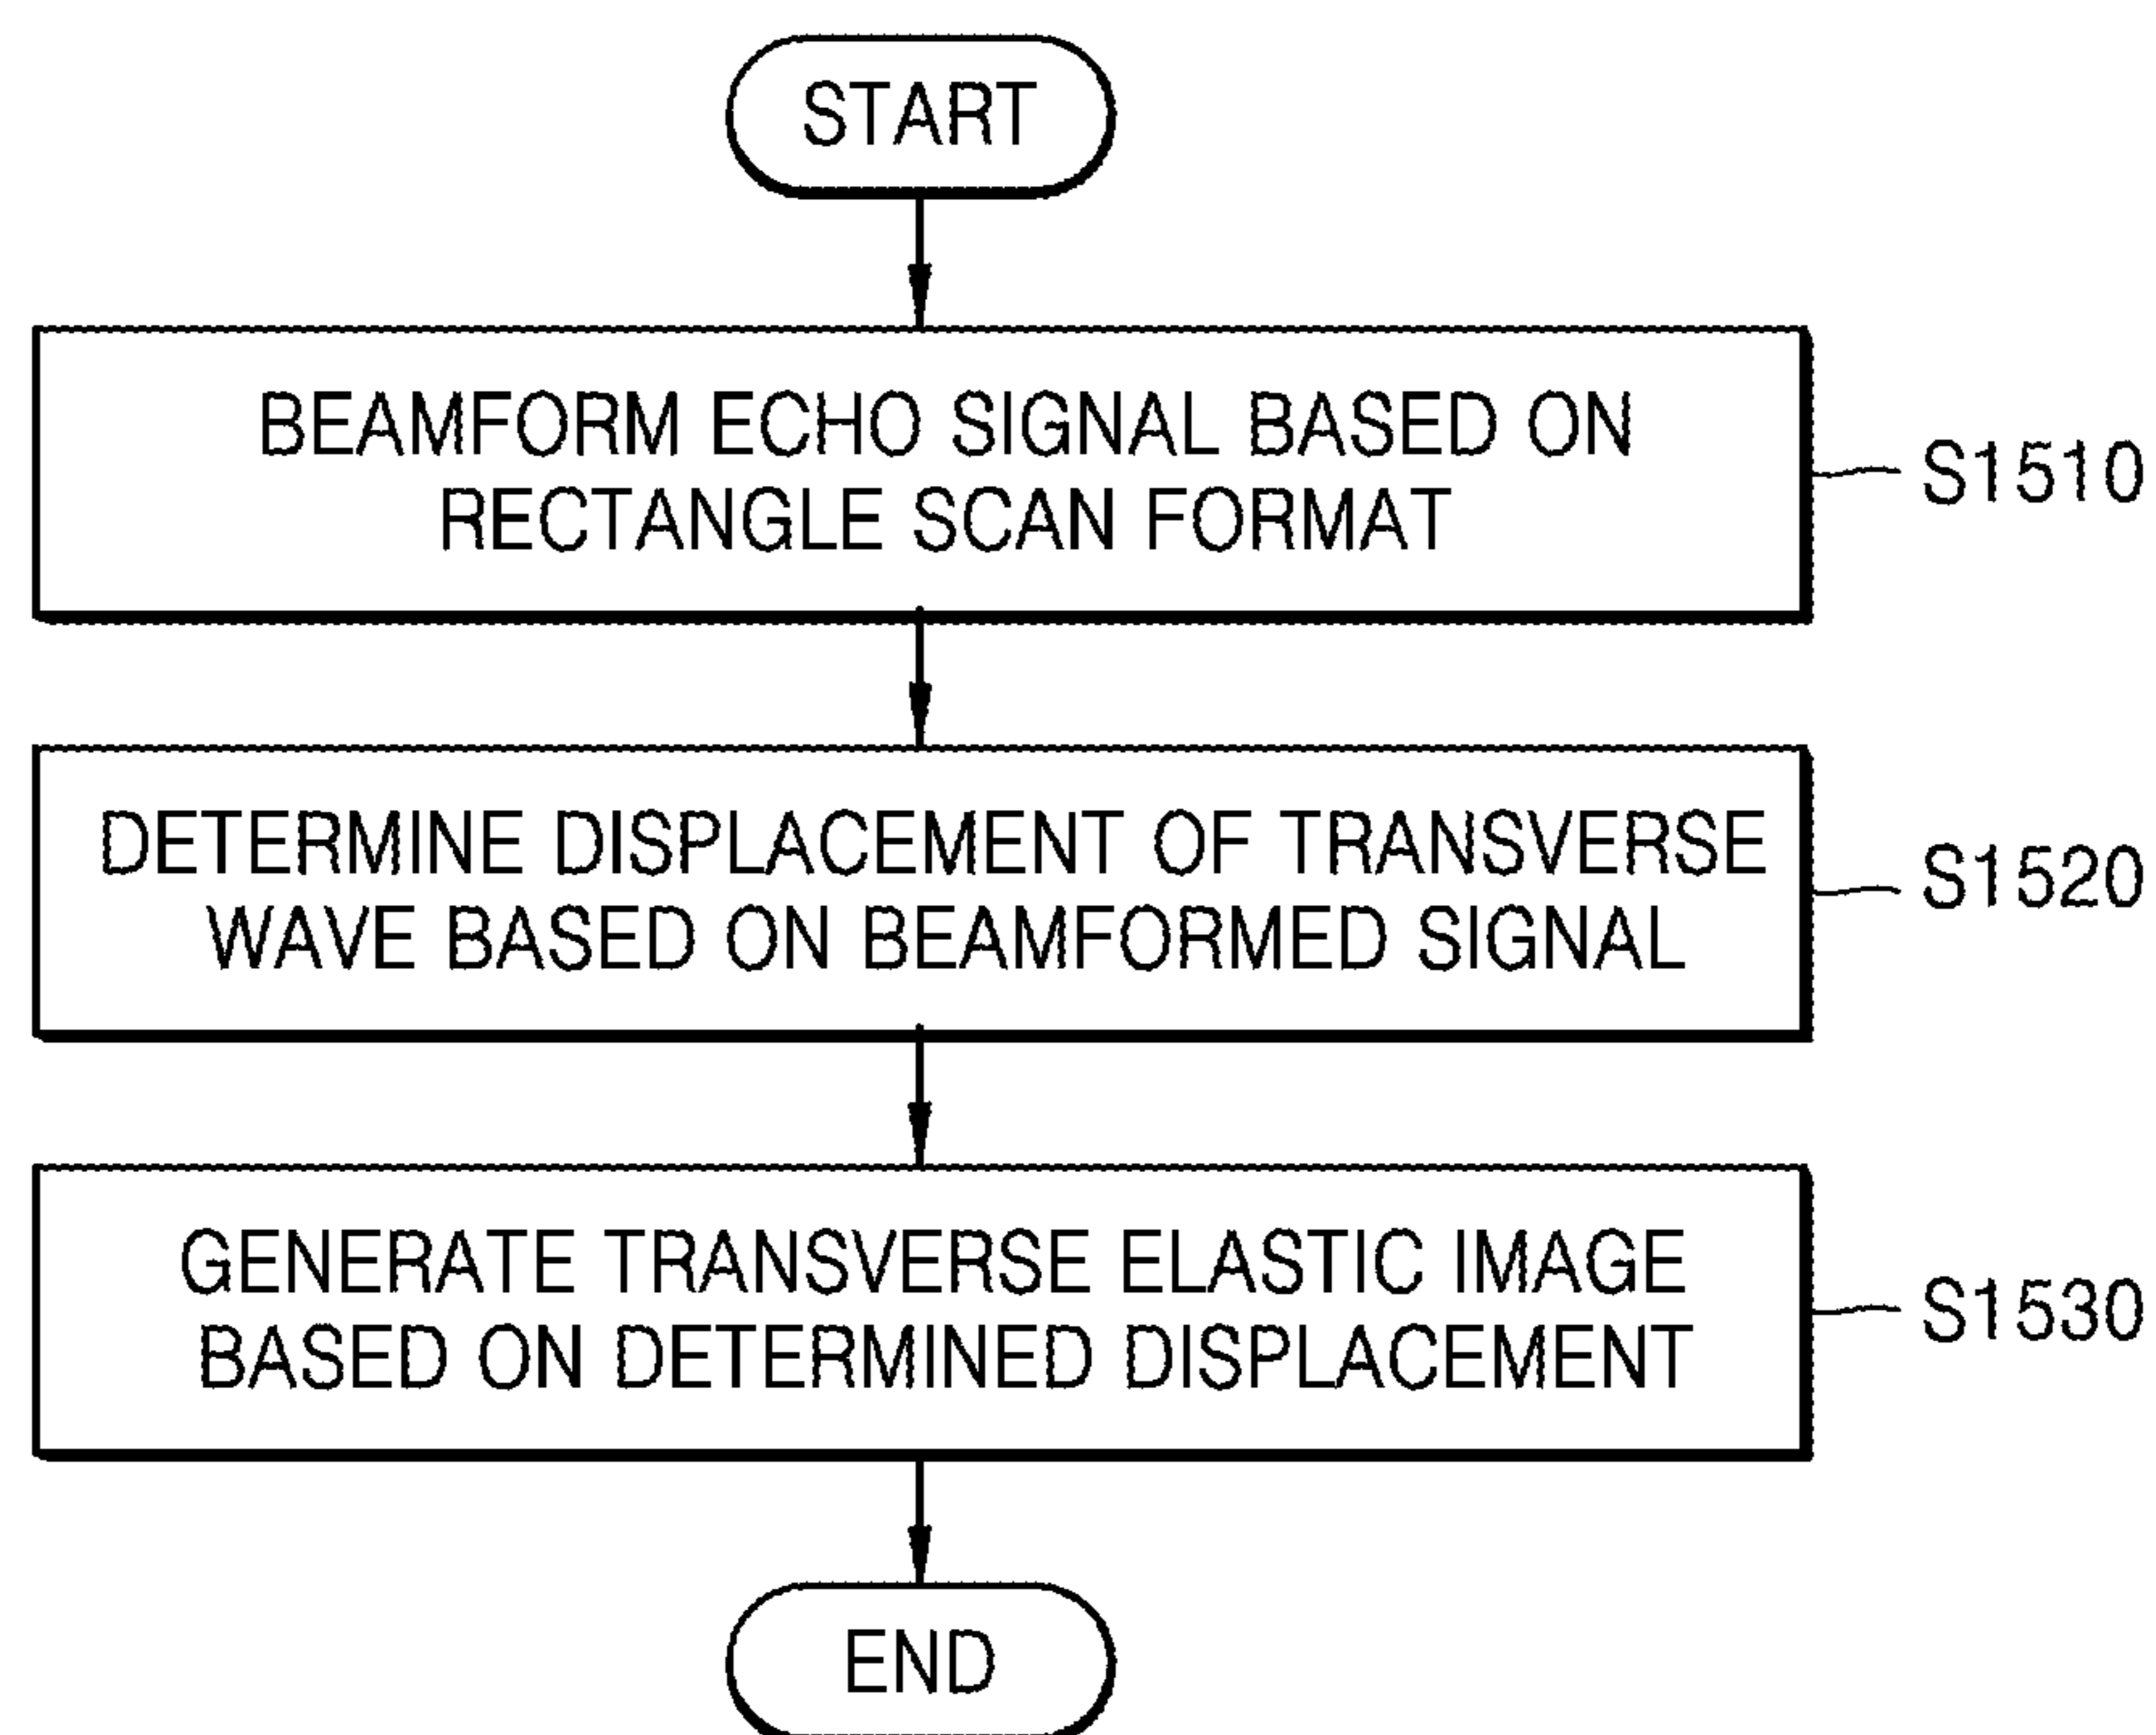 START
BEAMFORM ECHO SIGNAL BASED ON
RECTANGLE SCAN FORMAT
S1510
DETERMINE DISPLACEMENT OF TRANSVERSE
WAVE BASED ON BEAMFORMED SIGNAL
S1520
GENERATE TRANSVERSE ELASTIC IMAGE
BASED ON DETERMINED DISPLACEMENT
S1530
END